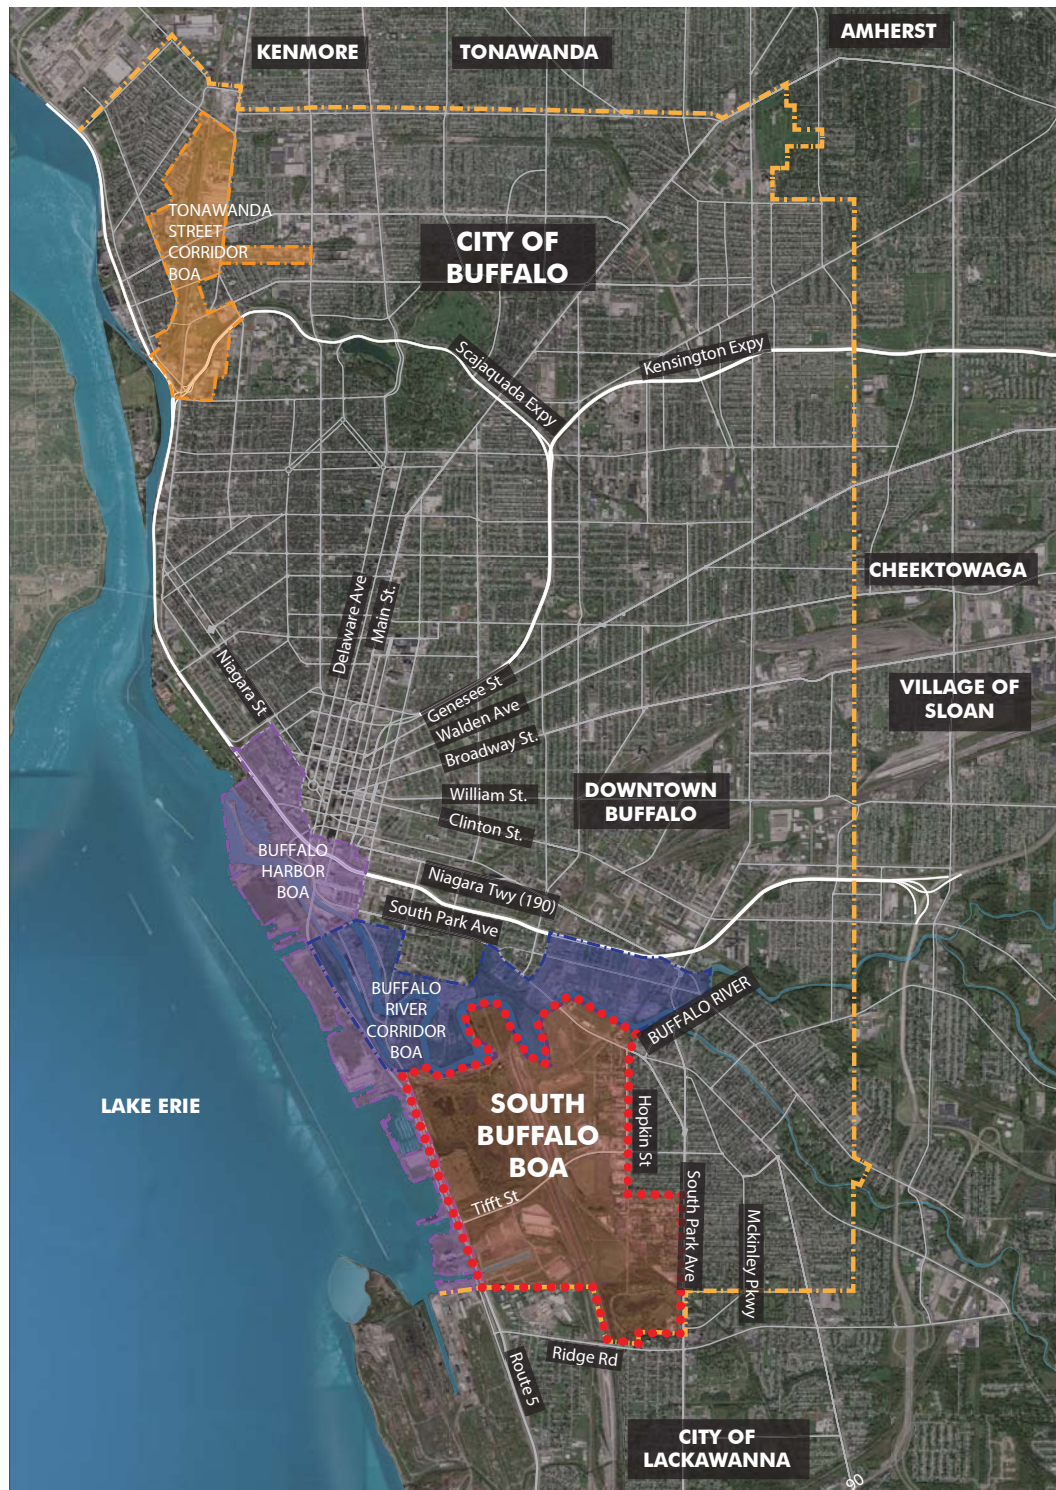 KENMORE
TONAWANDA
AMHERST
TONAWANDA
STREET
CORRIDOR
BOA
CITY OF
BUFFALO
Scajaquada Expy
Kensington Expy
CHEEKTOWAGA
Delaware Ave
Main St.
Niagara St
Genesee St
Walden Ave
Broadway St.
VILLAGE OF
SLOAN
William St.
Clinton St.
DOWNTOWN
BUFFALO
BUFFALO
HARBOR
BOA
Niagara Twy (190)
South Park Ave
BUFFALO
RIVER
CORRIDOR
BOA
BUFFALO RIVER
LAKE ERIE
SOUTH
BUFFALO
BOA
Hopkin St
Tifft St
South Park Ave
Mckinley Pkwy
Ridge Rd
Route 5
CITY OF
LACKAWANNA
90